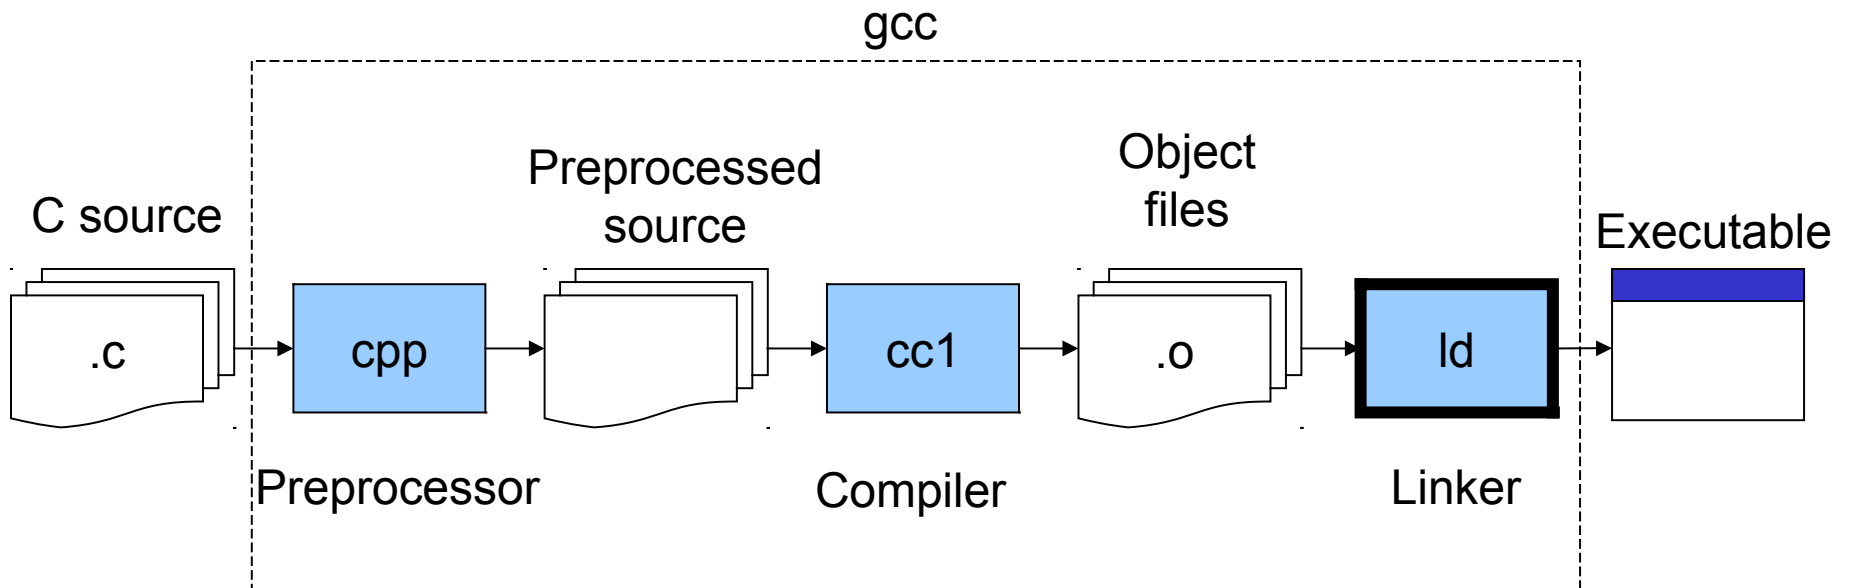 gcc
C source
Preprocessed
source
Object
files
Executable
.c
cpp
cc1
.o
ld
Preprocessor
Compiler
Linker